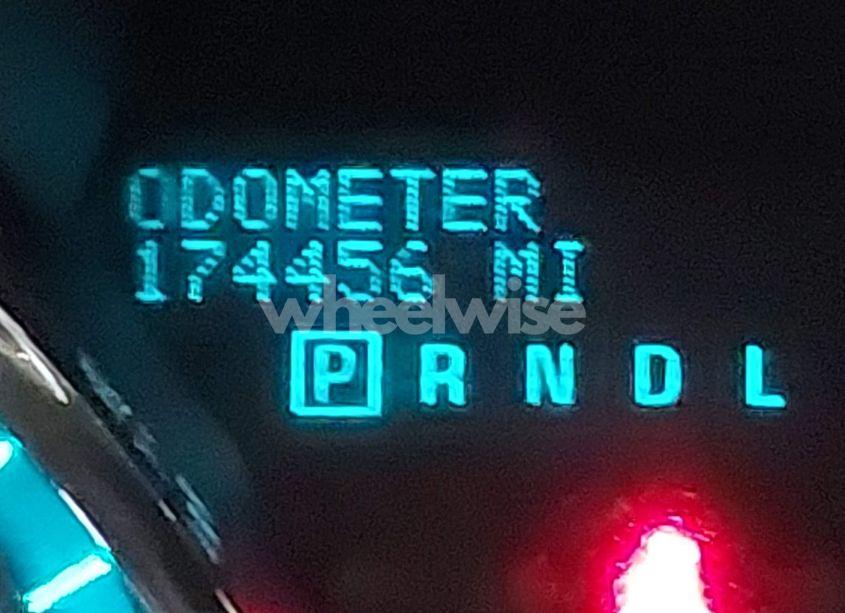 ODOMETER
174456 MI
wheelwise
P R N D L